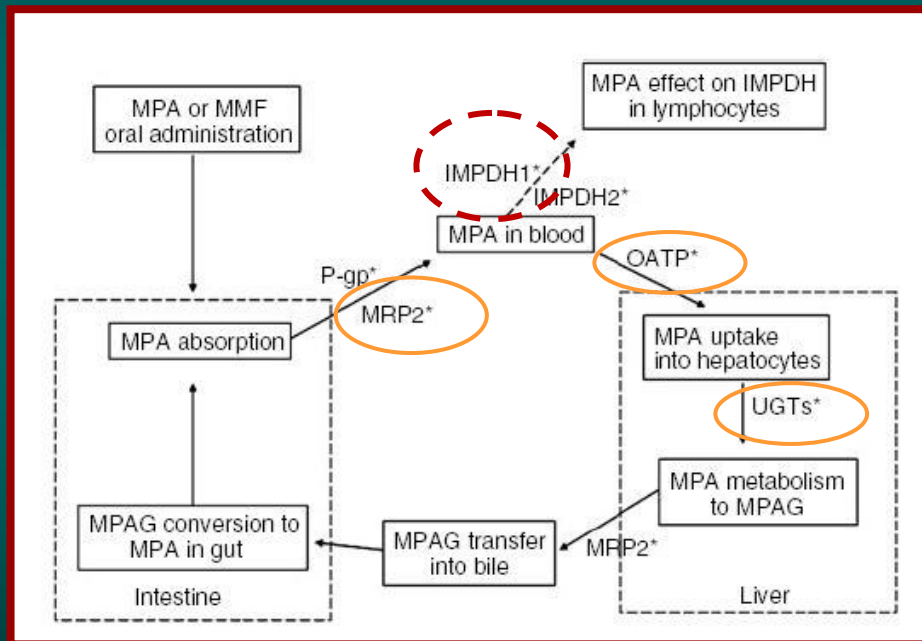 MPA or MMF
oral administration
MPA effect on IMPDH
in lymphocytes
IMPDH1*
IMPDH2*
MPA in blood
P-gp*
MRP2*
OATP*
MPA absorption
MPA uptake
into hepatocytes
UGTs*
MPA metabolism
to MPAG
MRP2*
MPAG transfer
into bile
MPAG conversion to
MPA in gut
Intestine
Liver